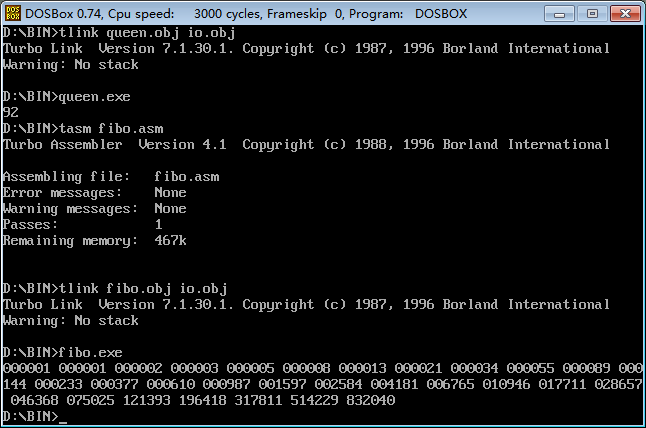 DOS
BOX
DOSBox 0.74, Cpu speed: 3000 cycles, Frameskip 0, Program: DOSBOX
D:\BIN>tlink queen.obj io.obj
Turbo Link Version 7.1.30.1. Copyright (c) 1987, 1996 Borland International
Warning: No stack
D:\BIN>queen.exe
92
D:\BIN>tasm fibo.asm
Turbo Assembler Version 4.1 Copyright (c) 1988, 1996 Borland International
Assembling file: fibo.asm
Error messages: None
Warning messages: None
Passes: 1
Remaining memory: 467k
D:\BIN>tlink fibo.obj io.obj
Turbo Link Version 7.1.30.1. Copyright (c) 1987, 1996 Borland International
Warning: No stack
D:\BIN>fibo.exe
000001 000001 000002 000003 000005 000008 000013 000021 000034 000055 000089 000
144 000233 000377 000610 000987 001597 002584 004181 006765 010946 017711 028657
046368 075025 121393 196418 317811 514229 832040
D:\BIN>_